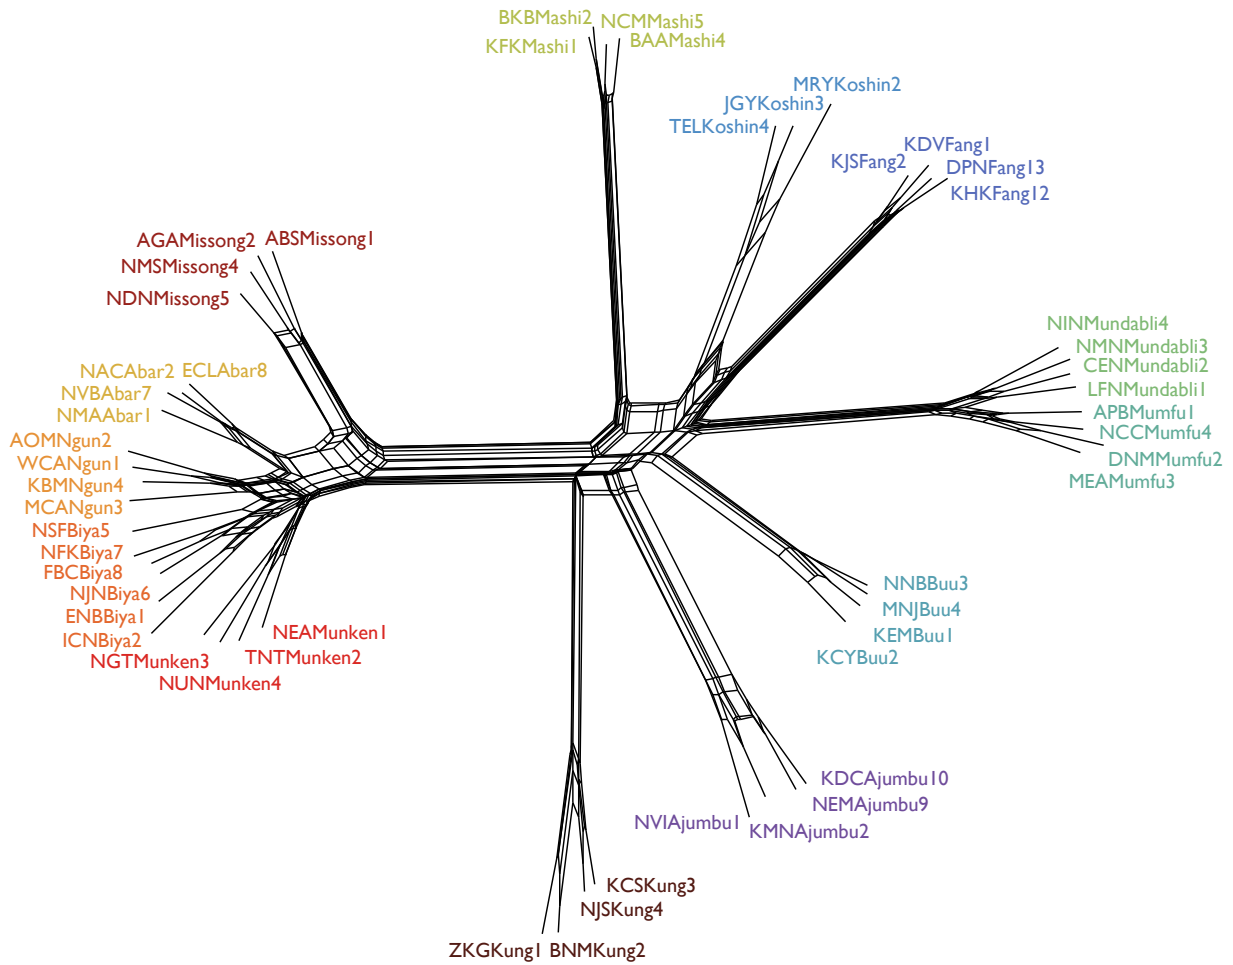 BKBMashi2 NCMMashi5
KFKMashi1 BAAMashi4
MRYKoshin2
JGYKoshin3
TELKoshin4
KDVFang1
KJSFang2 DPNFang13
KHKFang12
AGAMissong2 ABSMissong1
NMSMissong4
NDNMissong5
NINMundabli4
NMNMundabli3
CENMundabli2
LFNMundabli1
APBMumfu1
NCCMumfu4
DNMMumfu2
MEAMumfu3
NACAbar2 ECLAbar8
NVBAbar7
NMAAbar1
AOMNgun2
WCANgun1
KBMNgun4
MCANgun3
NSFBiya5
NFKBiya7
FBCBiya8
NJNBiya6
ENBBiya1
ICNBiya2
NEAMunken1
NGTMunken3 TNTMunken2
NUNMunken4
NNBBuu3
MNJBuu4
KEMBuu1
KCYBuu2
KDCAjumbu10
NEMAjumbu9
NVIAjumbu1 KMNAjumbu2
KCSKung3
NJSKung4
ZKGKung1 BNMKung2